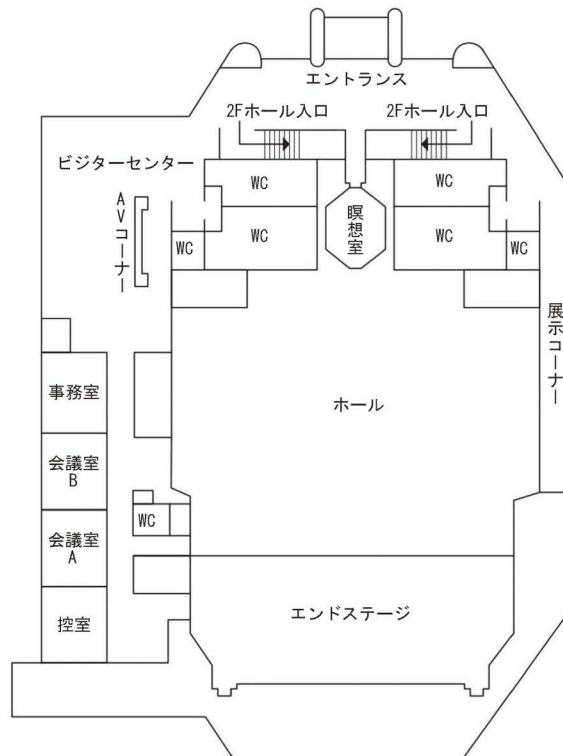 エントランス
2Fホール入口
2Fホール入口
ビジターセンター
WC
WC
AVコーナー
瞑想室
WC
WC
WC
WC
展示コーナー
事務室
ホール
会議室
B
WC
会議室
A
エンドステージ
控室